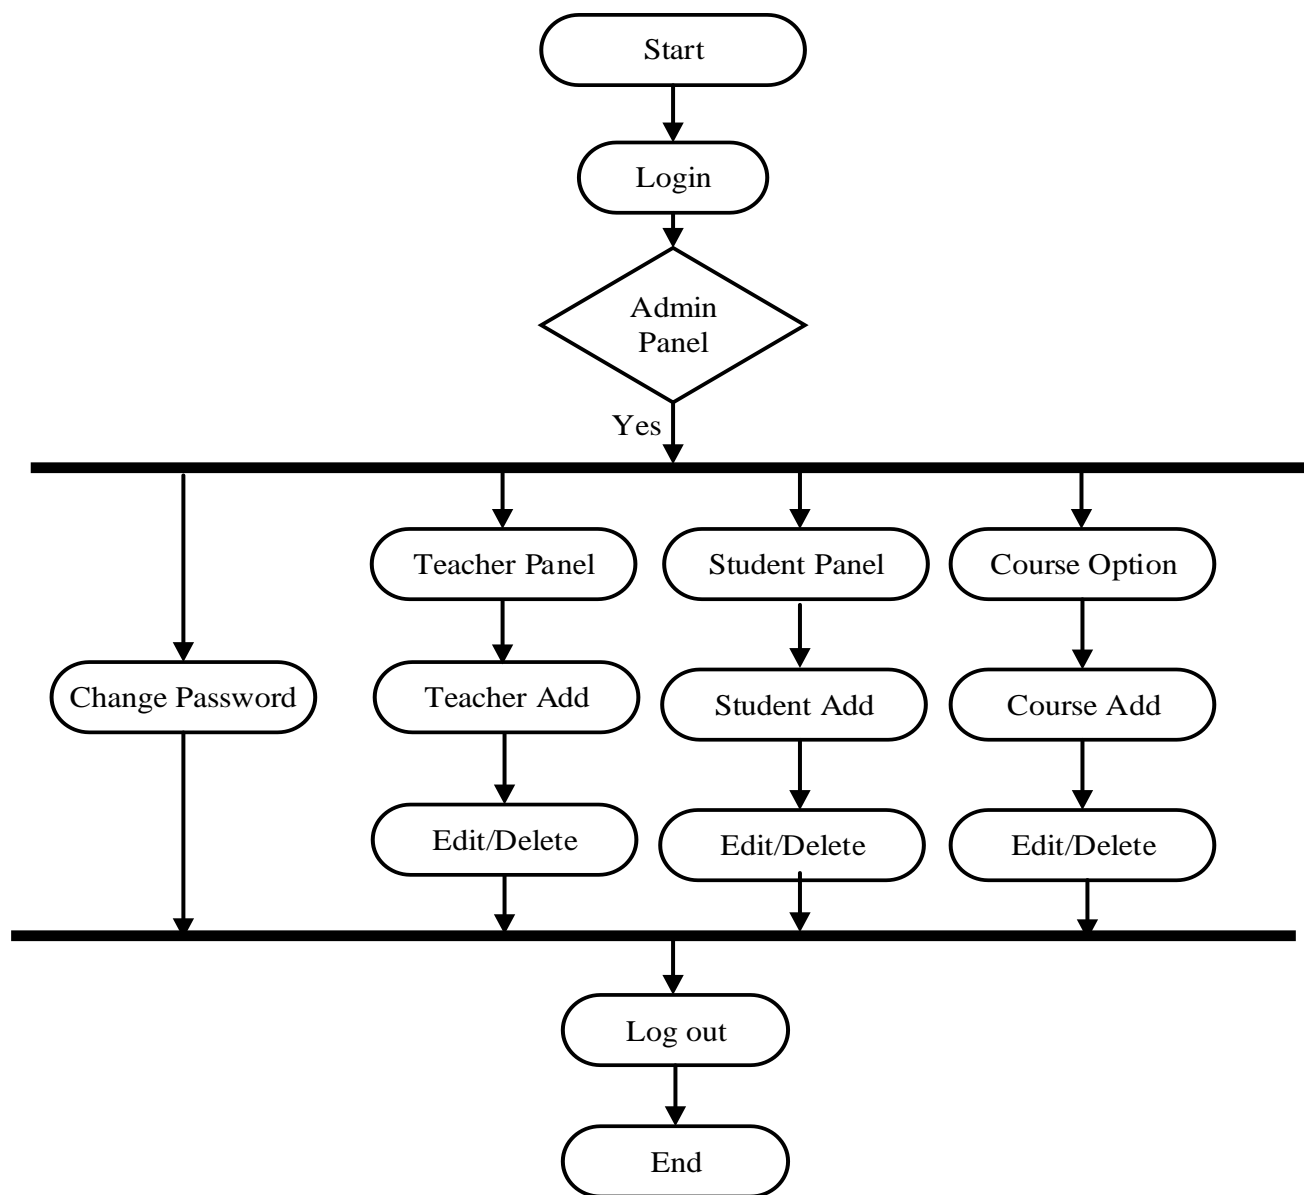 Start
Login
Admin
Panel
Yes
Teacher Panel
Student Panel
Course Option
Change Password
Teacher Add
Student Add
Course Add
Edit/Delete
Edit/Delete
Edit/Delete
Log out
End